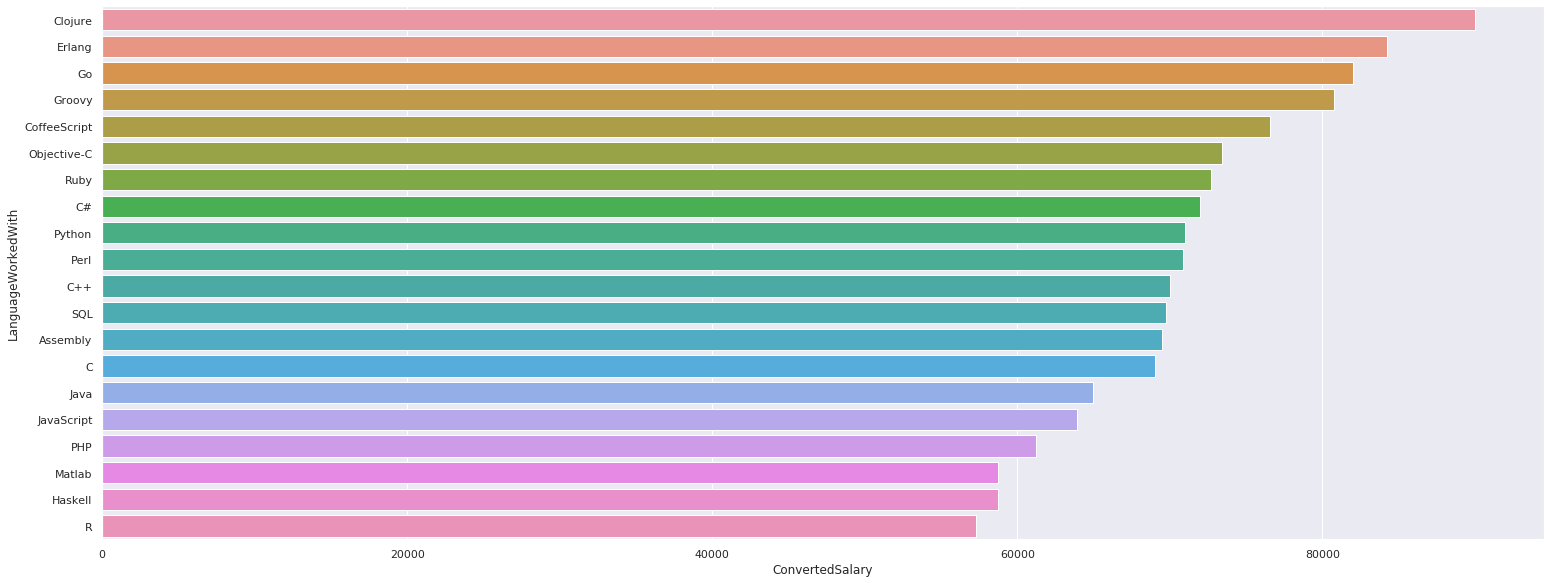 Clojure
Erlang
Go
Groovy
CoffeeScript
Objective-C
Ruby
C#
Python
Perl
C++
SQL
Assembly
C
Java
JavaScript
PHP
Matlab
Haskell
R
LanguageWorkedWith
0 20000 40000 60000 80000
ConvertedSalary